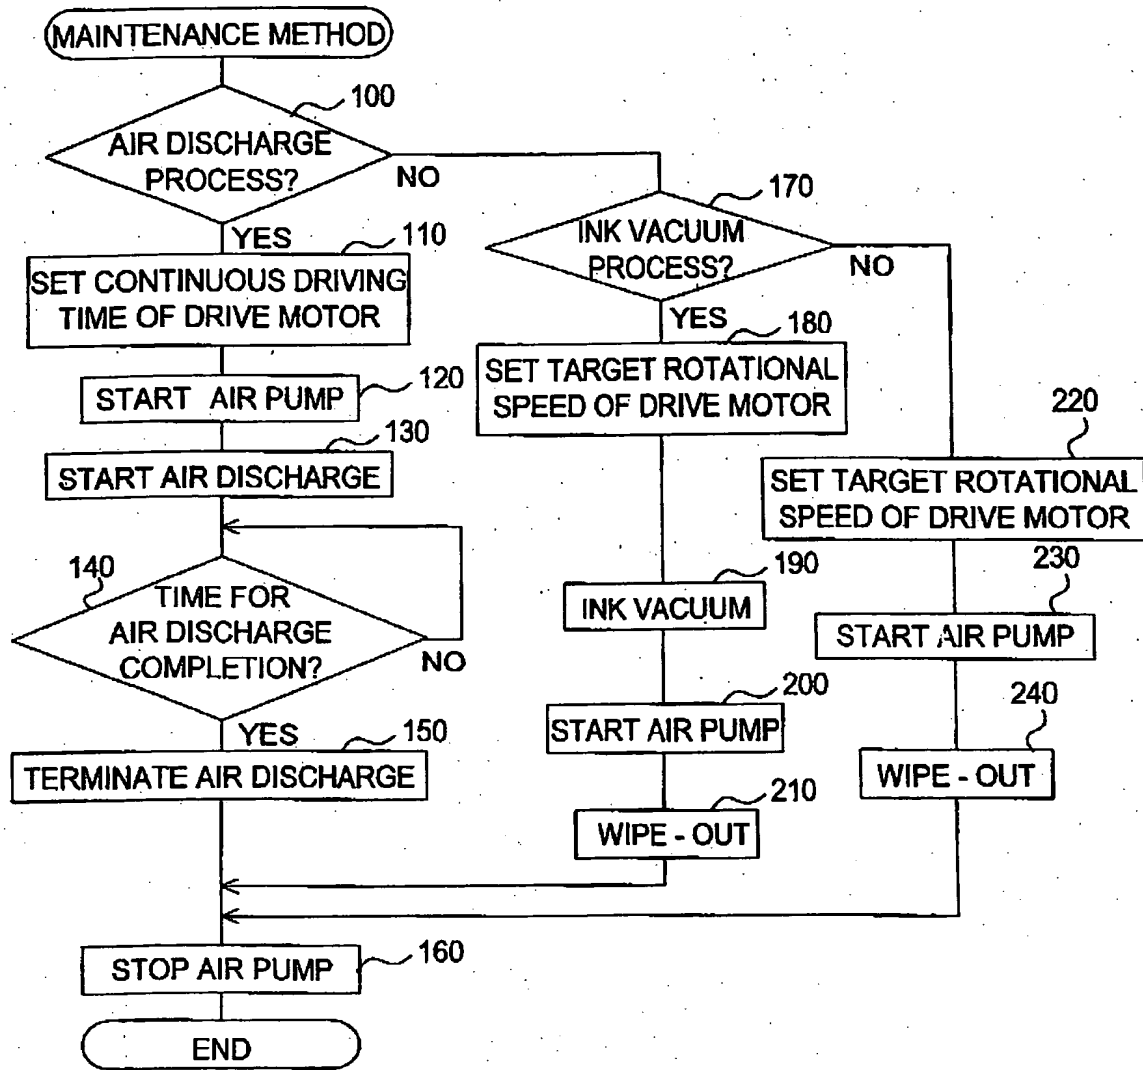 MAINTENANCE METHOD
100
AIR DISCHARGE
PROCESS?
NO
YES
110
SET CONTINUOUS DRIVING
TIME OF DRIVE MOTOR
120
START AIR PUMP
130
START AIR DISCHARGE
140
TIME FOR
AIR DISCHARGE
COMPLETION?
NO
YES
150
TERMINATE AIR DISCHARGE
170
INK VACUUM
PROCESS?
NO
YES
180
SET TARGET ROTATIONAL
SPEED OF DRIVE MOTOR
190
INK VACUUM
200
START AIR PUMP
210
WIPE - OUT
220
SET TARGET ROTATIONAL
SPEED OF DRIVE MOTOR
230
START AIR PUMP
240
WIPE - OUT
160
STOP AIR PUMP
END